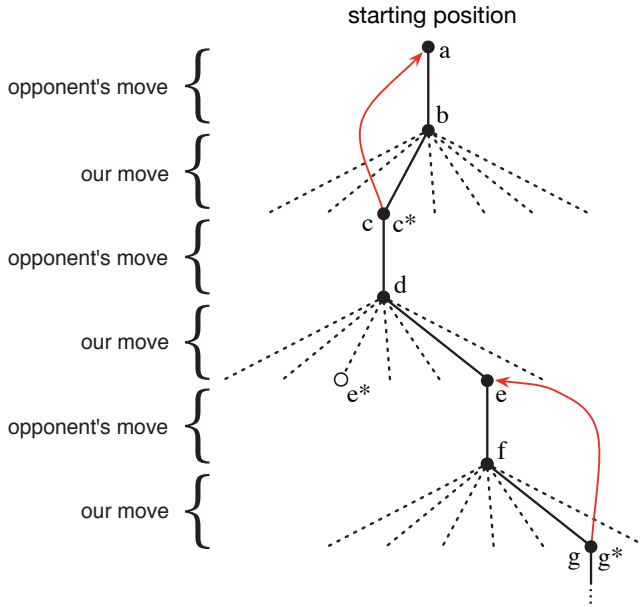 starting position
a
opponent's move
b
our move
c c*
opponent's move
d
our move
e*
e
opponent's move
f
our move
g g*